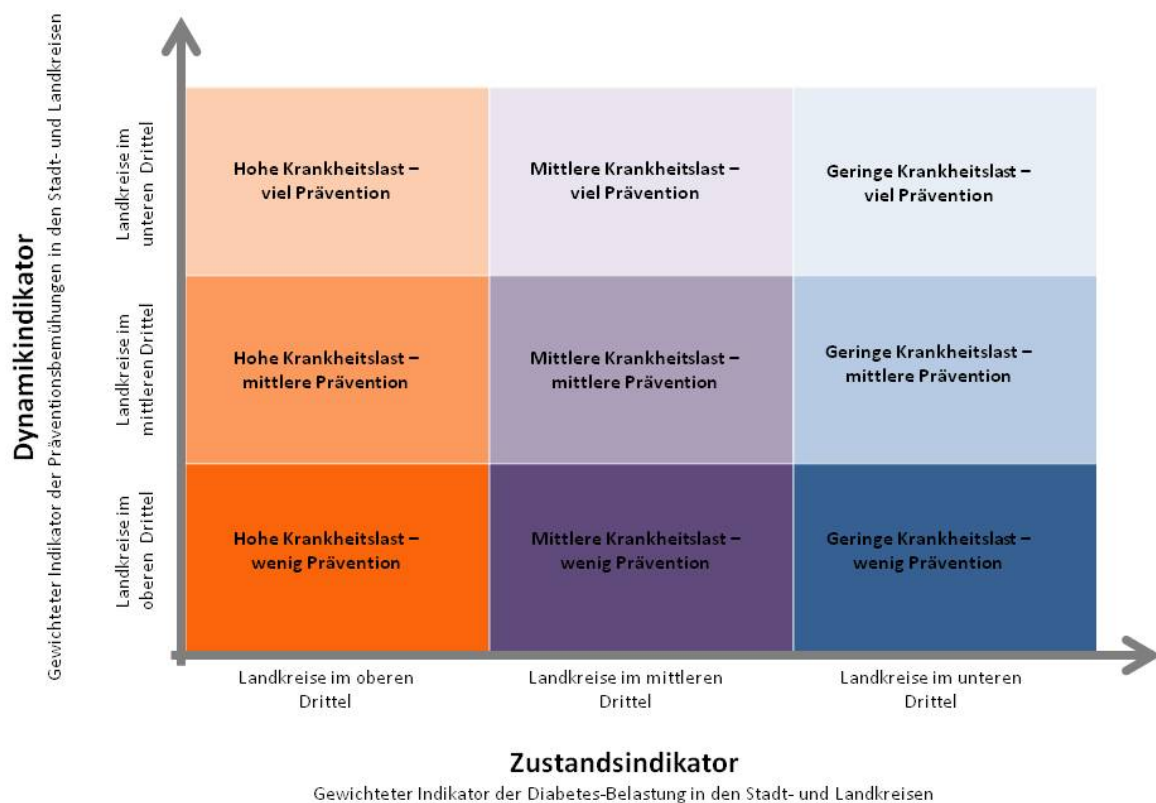 Dynamikindikator
Gewichteter Indikator der Präventionsbemühungen in den Stadt- und Landkreisen
Landkreise im
unteren Drittel
Hohe Krankheitslast –
viel Prävention
Mittlere Krankheitslast –
viel Prävention
Geringe Krankheitslast –
viel Prävention
Landkreise im
mittleren Drittel
Hohe Krankheitslast –
mittlere Prävention
Mittlere Krankheitslast –
mittlere Prävention
Geringe Krankheitslast –
mittlere Prävention
Landkreise im
oberen Drittel
Hohe Krankheitslast –
wenig Prävention
Mittlere Krankheitslast –
wenig Prävention
Geringe Krankheitslast –
wenig Prävention
Landkreise im oberen
Drittel
Landkreise im mittleren
Drittel
Landkreise im unteren
Drittel
Zustandsindikator
Gewichteter Indikator der Diabetes-Belastung in den Stadt- und Landkreisen